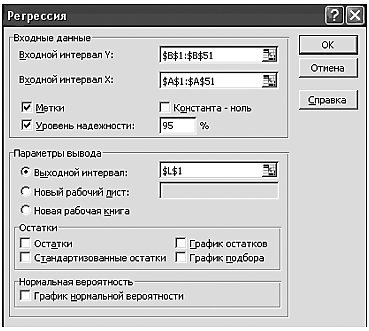 Регрессия
Входные данные
Входной интервал Y: $B$1:$B$51
Входной интервал X: $A$1:$A$51
Метки Константа - ноль
Уровень надежности: 95 %
ОК
Отмена
Справка
Параметры вывода
Выходной интервал: $L$1
Новый рабочий лист:
Новая рабочая книга
Остатки
Остатки График остатков
Стандартизованные остатки График подбора
Нормальная вероятность
График нормальной вероятности